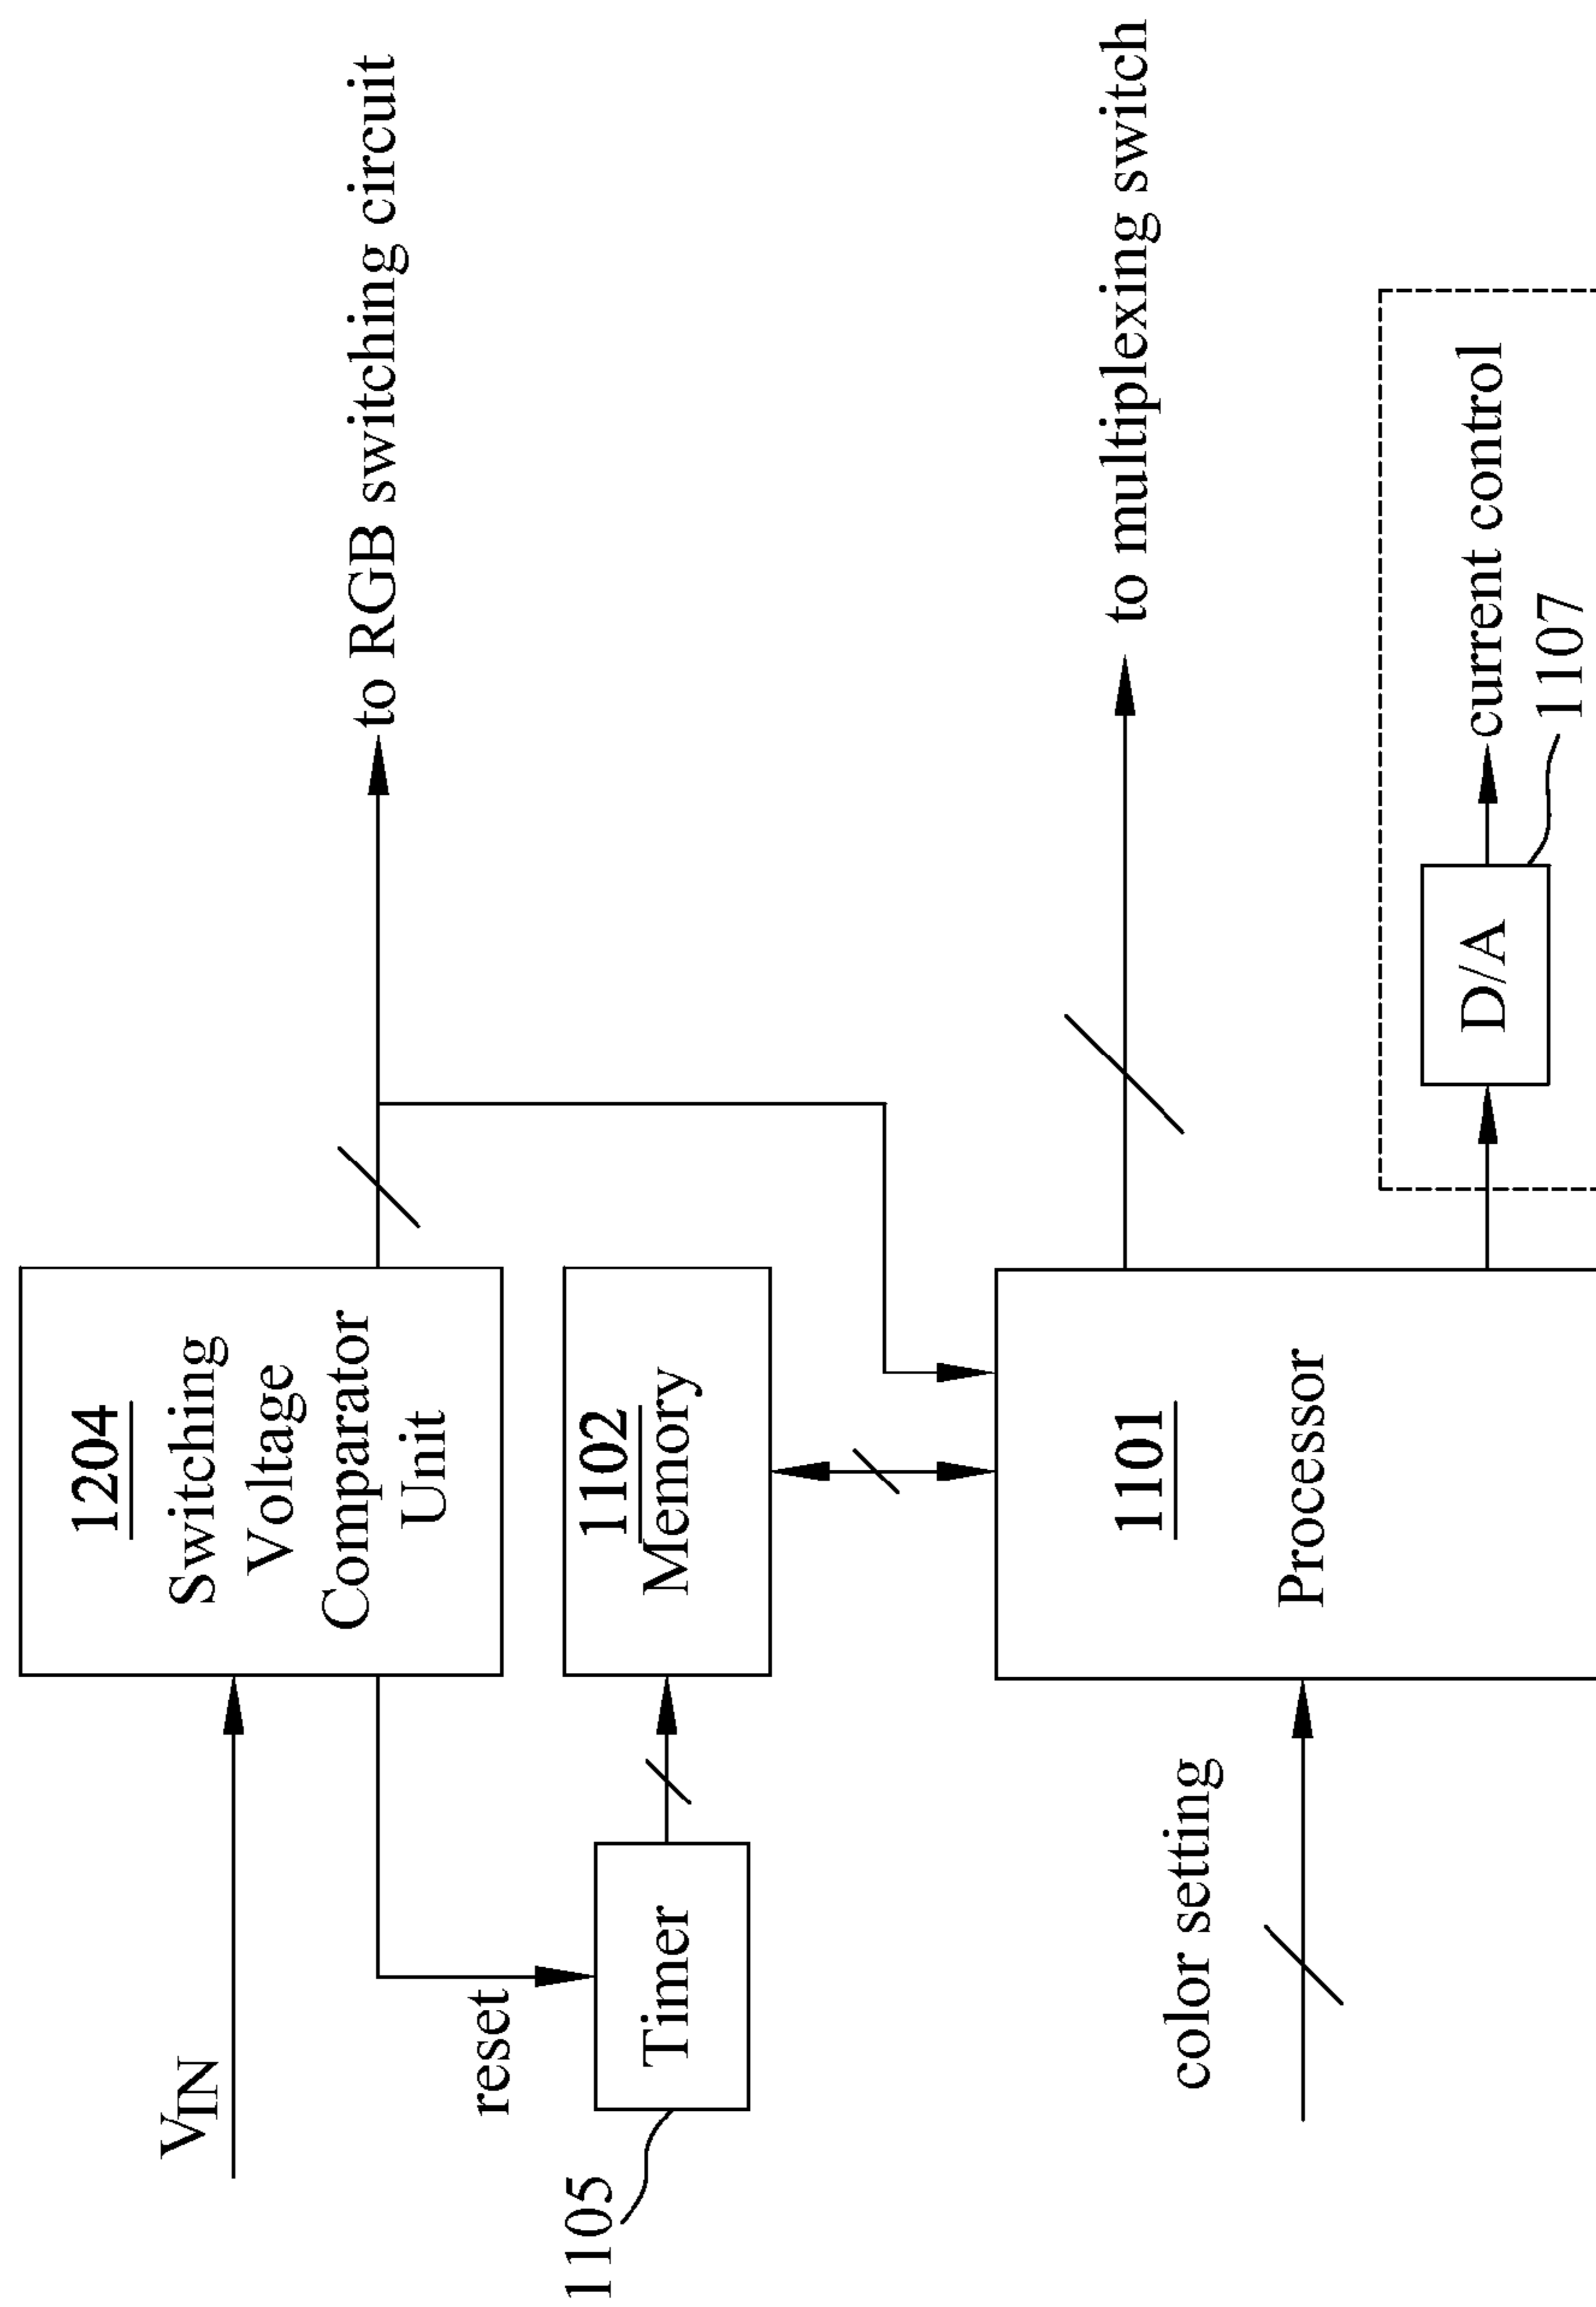 V_IN
1204
Switching
Voltage
Comparator
Unit
to RGB switching circuit
reset
1105
Timer
1102
Memory
color setting
1101
Processor
to multiplexing switch
D/A
current control
1107